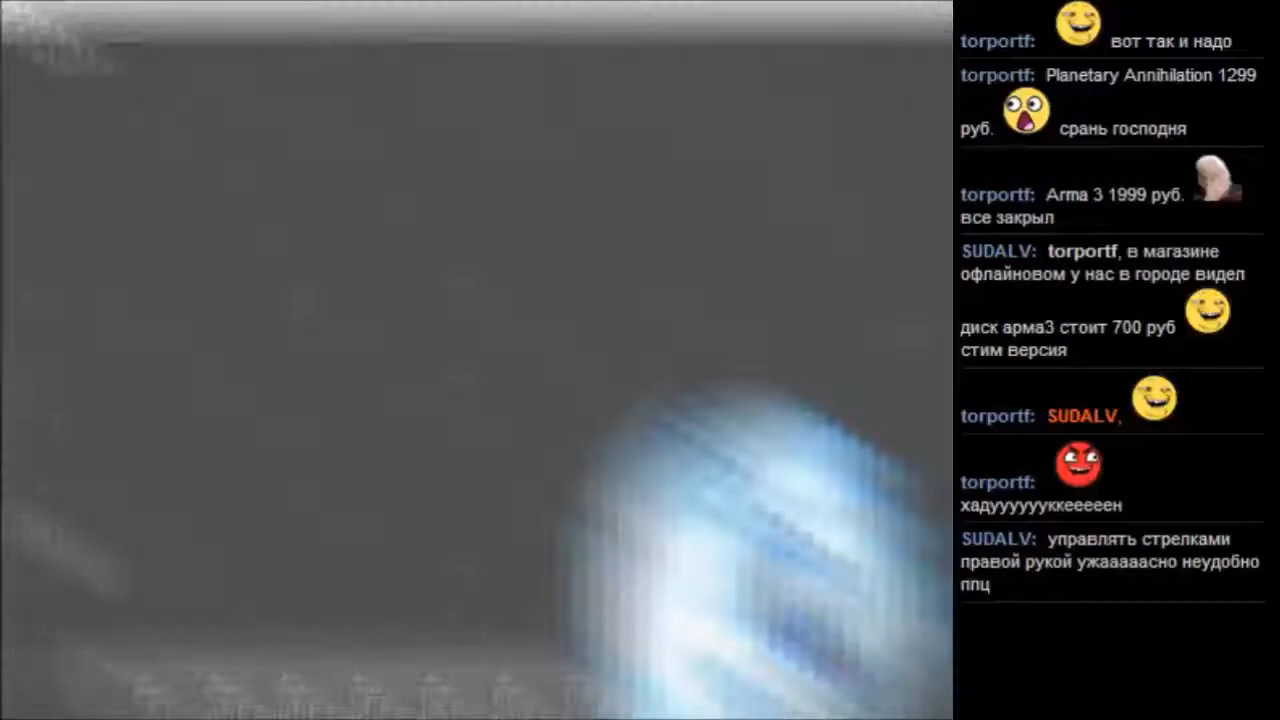 torportf: вот так и надо
torportf: Planetary Annihilation 1299
руб. срань господня
torportf: Arma 3 1999 руб.
все закрыл
SUDALV: torportf, в магазине
офлайновом у нас в городе видел
диск арма3 стоит 700 руб
стим версия
torportf: SUDALV,
torportf:
хадууууууккеееееен
SUDALV: управлять стрелками
правой рукой ужаааааасно неудобно
ппц